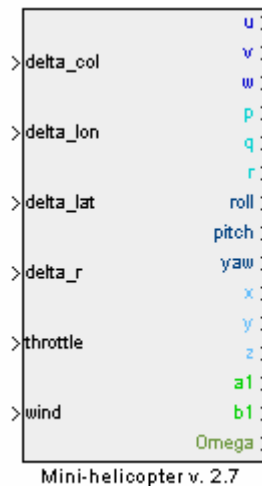 u
delta_col
v
w
p
delta_lon
q
r
delta_lat
roll
pitch
delta_r
yaw
x
throttle
y
z
a1
wind
b1
Omega
Mini-helicopter v. 2.7